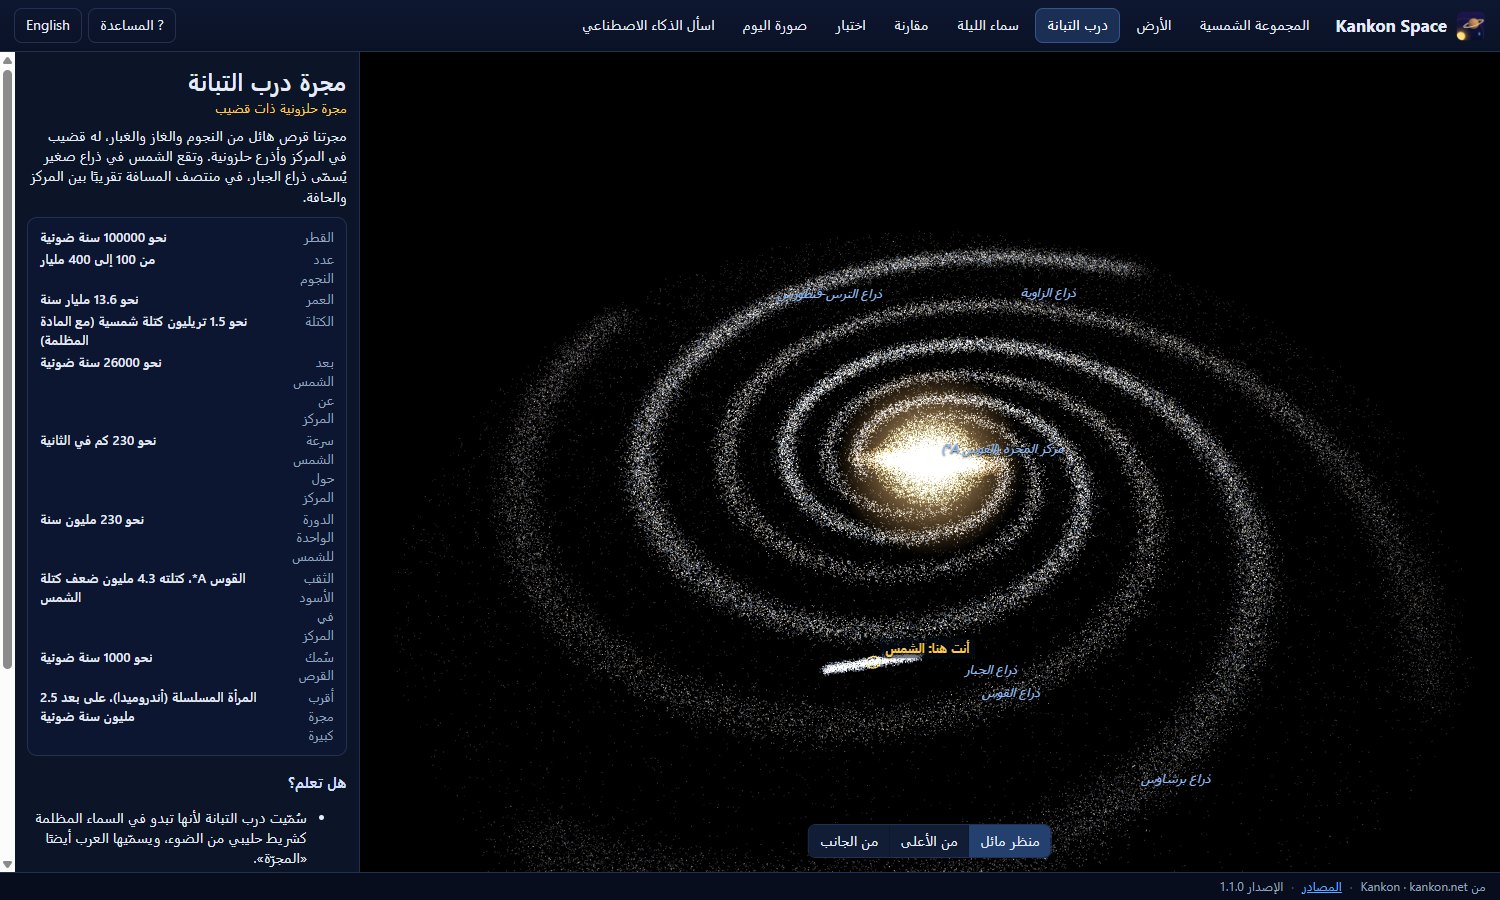 Kankon Space
المجموعة الشمسية
الأرض
درب التبانة
سماء الليلة
مقارنة
اختبار
صورة اليوم
اسأل الذكاء الاصطناعي
? المساعدة
English
مجرة درب التبانة
مجرة حلزونية ذات قضيب
مجرتنا قرص هائل من النجوم والغاز والغبار، له قضيب
في المركز وأذرع حلزونية. وتقع الشمس في ذراع صغير
يُسمّى ذراع الجبار، في منتصف المسافة تقريبًا بين المركز
والحافة.
القطر
نحو 100000 سنة ضوئية
عدد
النجوم
من 100 إلى 400 مليار
العمر
نحو 13.6 مليار سنة
الكتلة
نحو 1.5 تريليون كتلة شمسية (مع المادة
المظلمة)
بعد
الشمس
عن
المركز
نحو 26000 سنة ضوئية
سرعة
الشمس
حول
المركز
نحو 230 كم في الثانية
الدورة
الواحدة
للشمس
نحو 230 مليون سنة
الثقب
الأسود
في
المركز
القوس A*، كتلته 4.3 مليون ضعف كتلة
الشمس
سُمك
القرص
نحو 1000 سنة ضوئية
أقرب
مجرة
كبيرة
المرأة المسلسلة (أندروميدا)، على بعد 2.5
مليون سنة ضوئية
هل تعلم؟
• سُمّيت درب التبانة لأنها تبدو في السماء المظلمة
كشريط حليبي من الضوء، ويسمّيها العرب أيضًا
«المجرّة».
ذراع الترس-قنطورس
ذراع الزاوية
مركز المجرة (القوس A*)
أنت هنا: الشمس
ذراع الجبار
ذراع القوس
ذراع برشاوس
منظر مائل
من الأعلى
من الجانب
من Kankon · kankon.net · المصادر · الإصدار 1.1.0